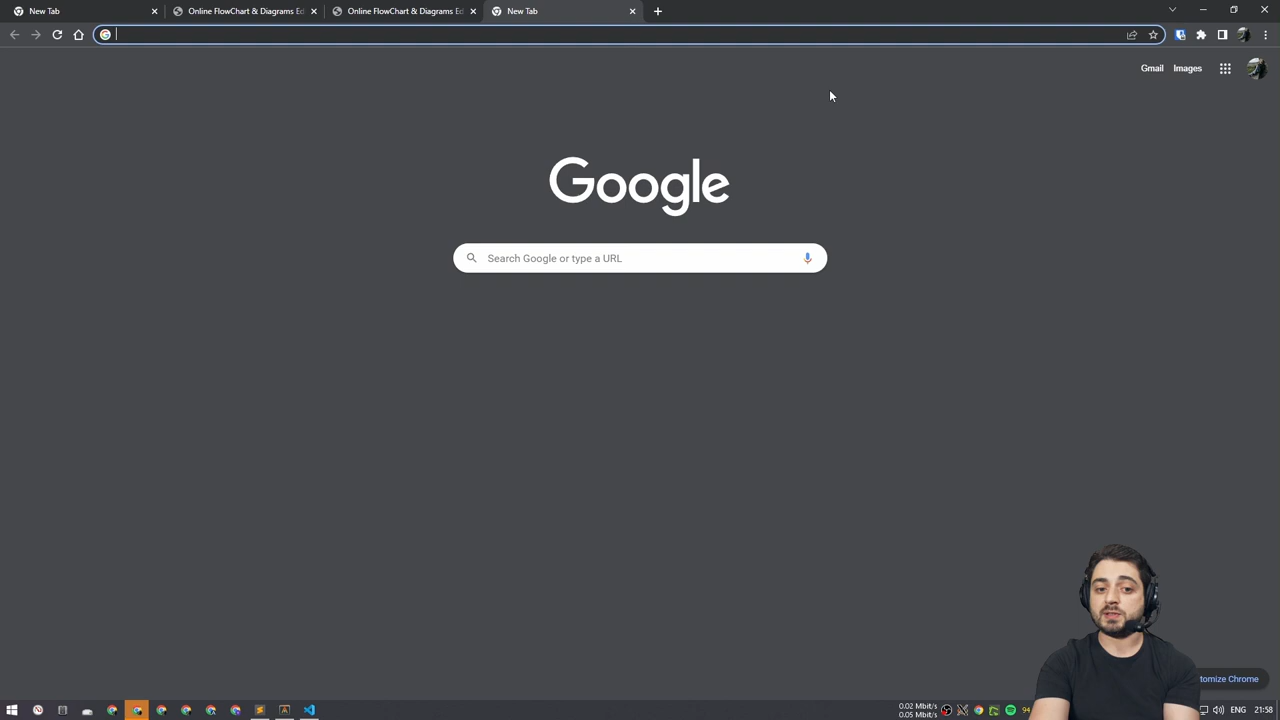 New Tab
Online FlowChart & Diagrams Ed
Online FlowChart & Diagrams Ed
New Tab
Gmail
Images
Google
Search Google or type a URL
tomize Chrome
0.02 Mbit/s
0.05 Mbit/s
94
ENG
21:58